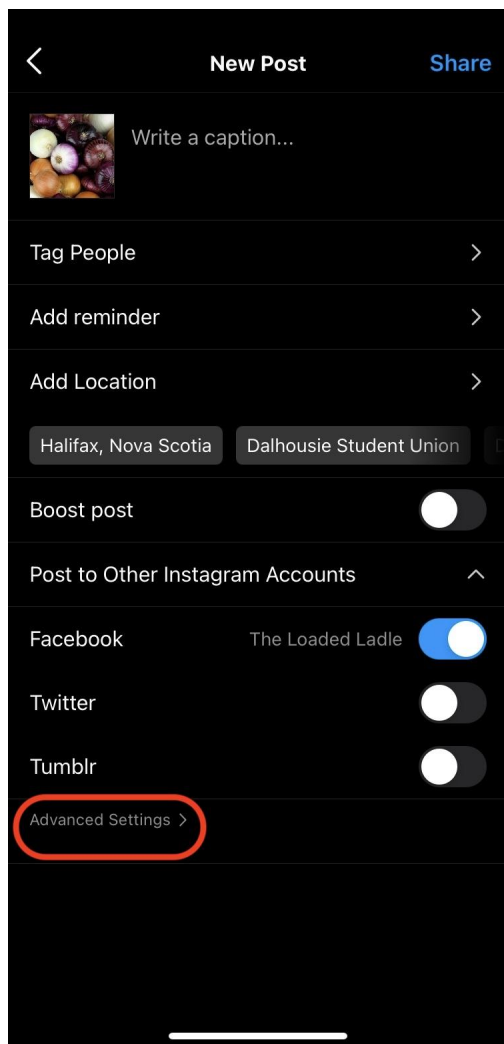 New Post
Share
Write a caption...
Tag People
Add reminder
Add Location
Halifax, Nova Scotia
Dalhousie Student Union
Boost post
Post to Other Instagram Accounts
Facebook
The Loaded Ladle
Twitter
Tumblr
Advanced Settings